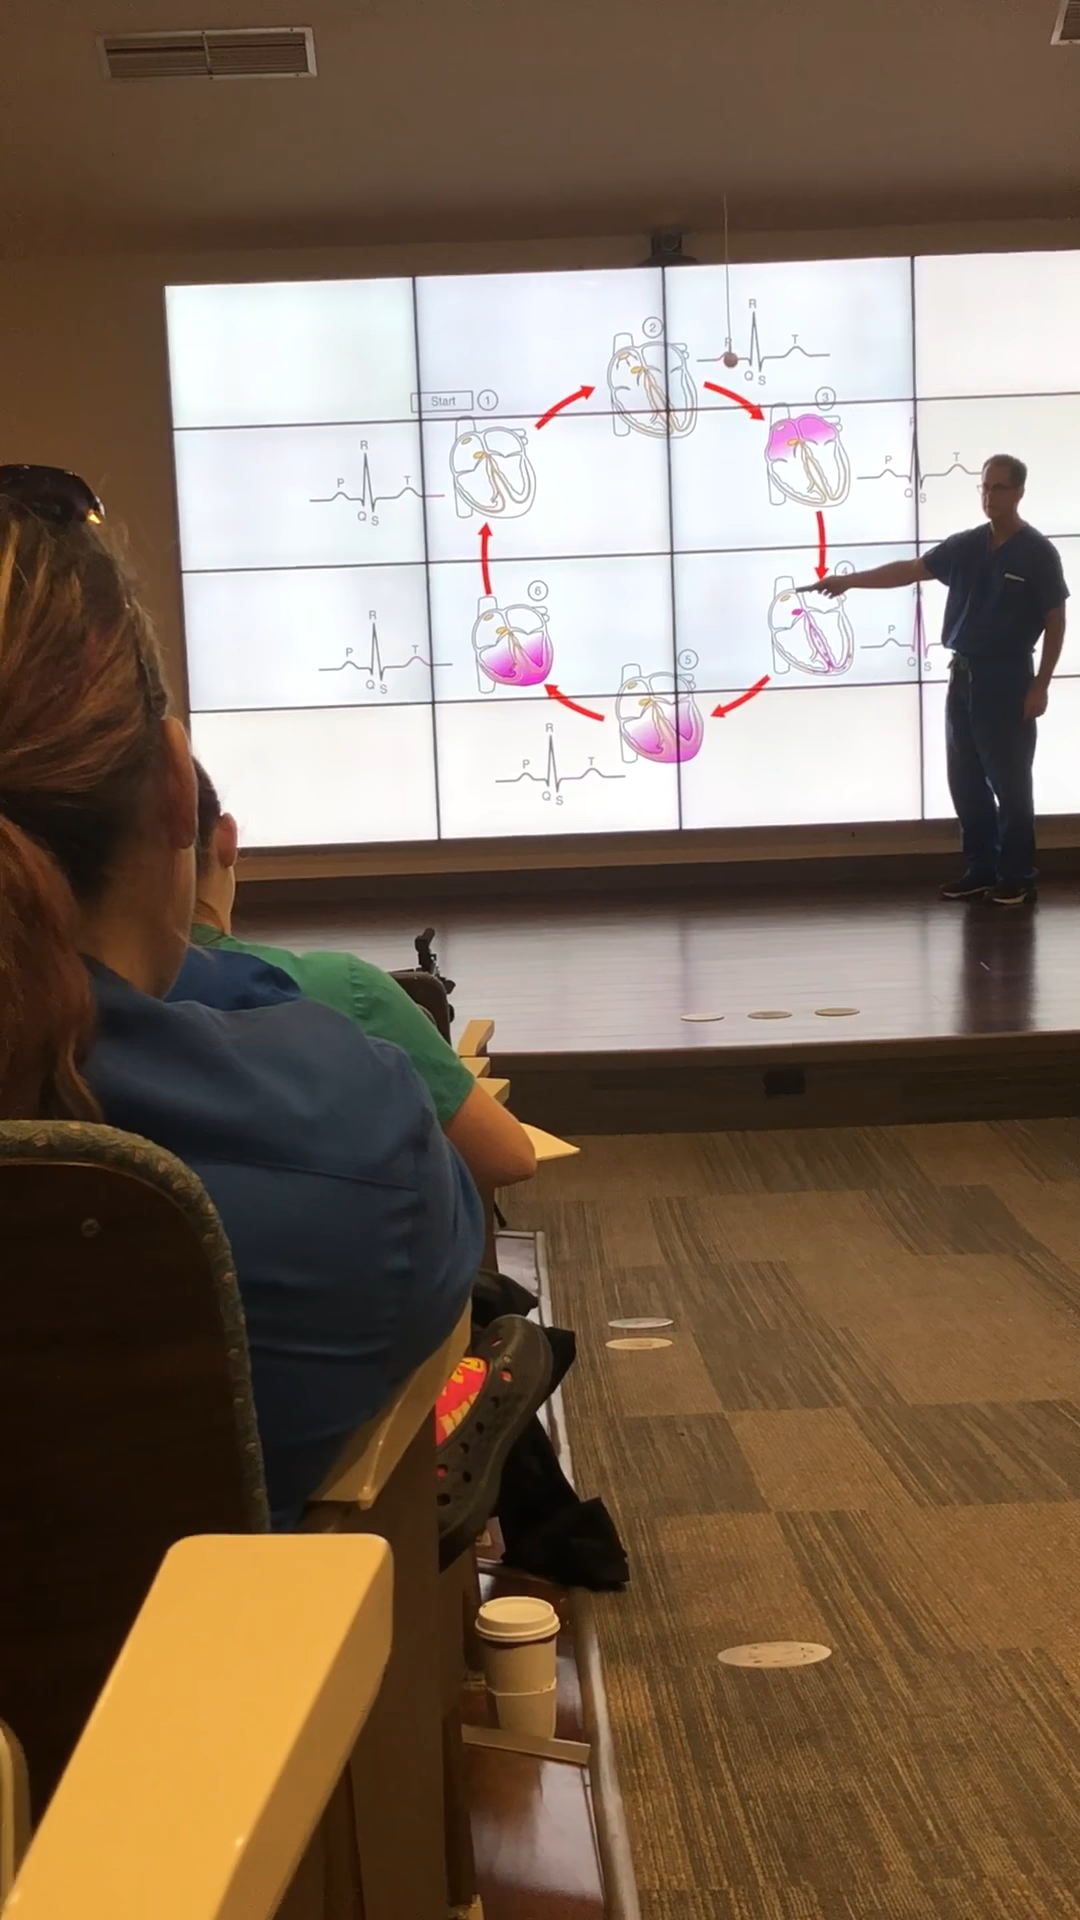 Start 1
P R Q S T
2
R
P Q S T
3
P Q S T
4
P Q S
5
P R Q S T
6
P R Q S T